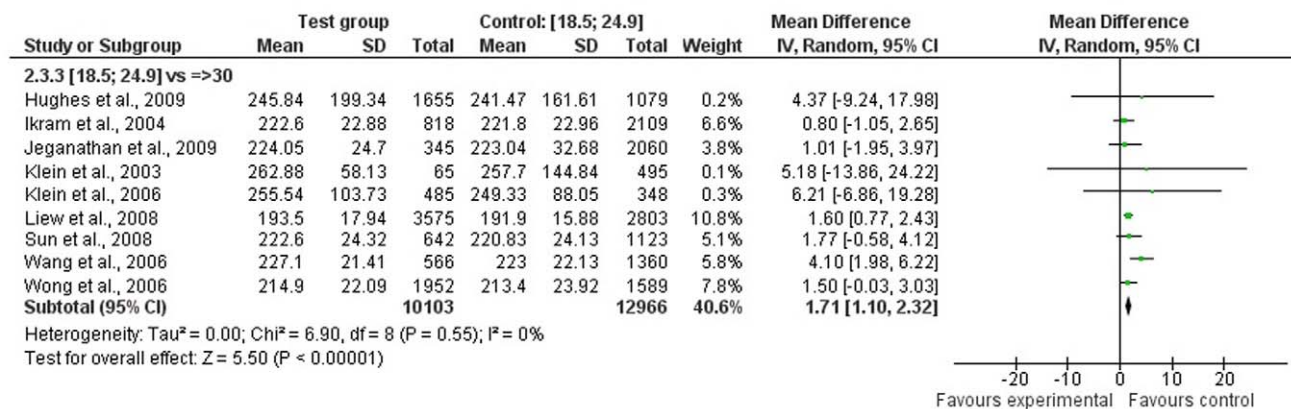 Test group Control: [18.5; 24.9] Mean Difference Mean Difference
Study or Subgroup Mean SD Total Mean SD Total Weight IV, Random, 95% CI IV, Random, 95% CI
2.3.3 [18.5; 24.9] vs =>30
Hughes et al., 2009 245.84 199.34 1655 241.47 161.61 1079 0.2% 4.37 [-9.24, 17.98]
Ikram et al., 2004 222.6 22.88 818 221.8 22.96 2109 6.6% 0.80 [-1.05, 2.65]
Jeganathan et al., 2009 224.05 24.7 345 223.04 32.68 2060 3.8% 1.01 [-1.95, 3.97]
Klein et al., 2003 262.88 58.13 65 257.7 144.84 495 0.1% 5.18 [-13.86, 24.22]
Klein et al., 2006 255.54 103.73 485 249.33 88.05 348 0.3% 6.21 [-6.86, 19.28]
Liew et al., 2008 193.5 17.94 3575 191.9 15.88 2803 10.8% 1.60 [0.77, 2.43]
Sun et al., 2008 222.6 24.32 642 220.83 24.13 1123 5.1% 1.77 [-0.58, 4.12]
Wang et al., 2006 227.1 21.41 566 223 22.13 1360 5.8% 4.10 [1.98, 6.22]
Wong et al., 2006 214.9 22.09 1952 213.4 23.92 1589 7.8% 1.50 [-0.03, 3.03]
Subtotal (95% CI) 10103 12966 40.6% 1.71 [1.10, 2.32]
Heterogeneity: Tau² = 0.00; Chi² = 6.90, df = 8 (P = 0.55); I² = 0%
Test for overall effect: Z = 5.50 (P < 0.00001)
-20 -10 0 10 20
Favours experimental Favours control